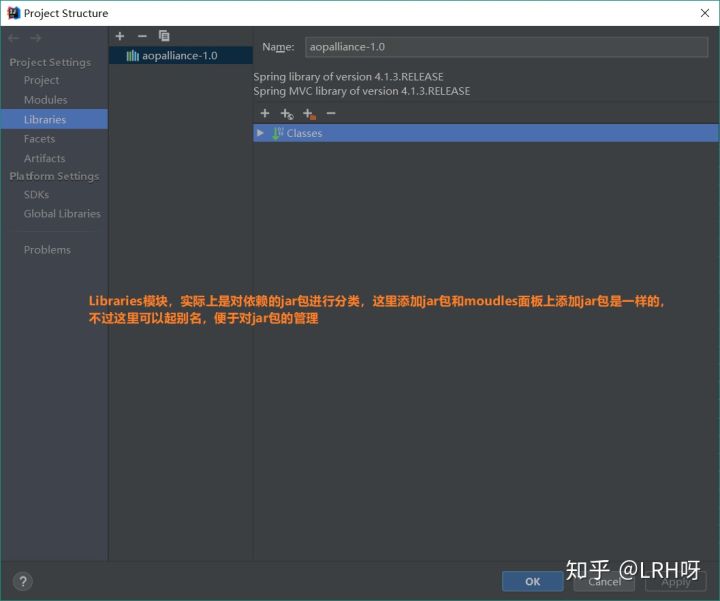 Project Structure
Project Settings
Project
Modules
Libraries
Facets
Artifacts
Platform Settings
SDKs
Global Libraries
Problems
aopalliance-1.0
Name: aopalliance-1.0
Spring library of version 4.1.3.RELEASE
Spring MVC library of version 4.1.3.RELEASE
Classes
Libraries模块，实际上是对依赖的jar包进行分类，这里添加jar包和moudles面板上添加jar包是一样的，
不过这里可以起别名，便于对jar包的管理
? OK Cancel Apply
知乎 @LRH呀